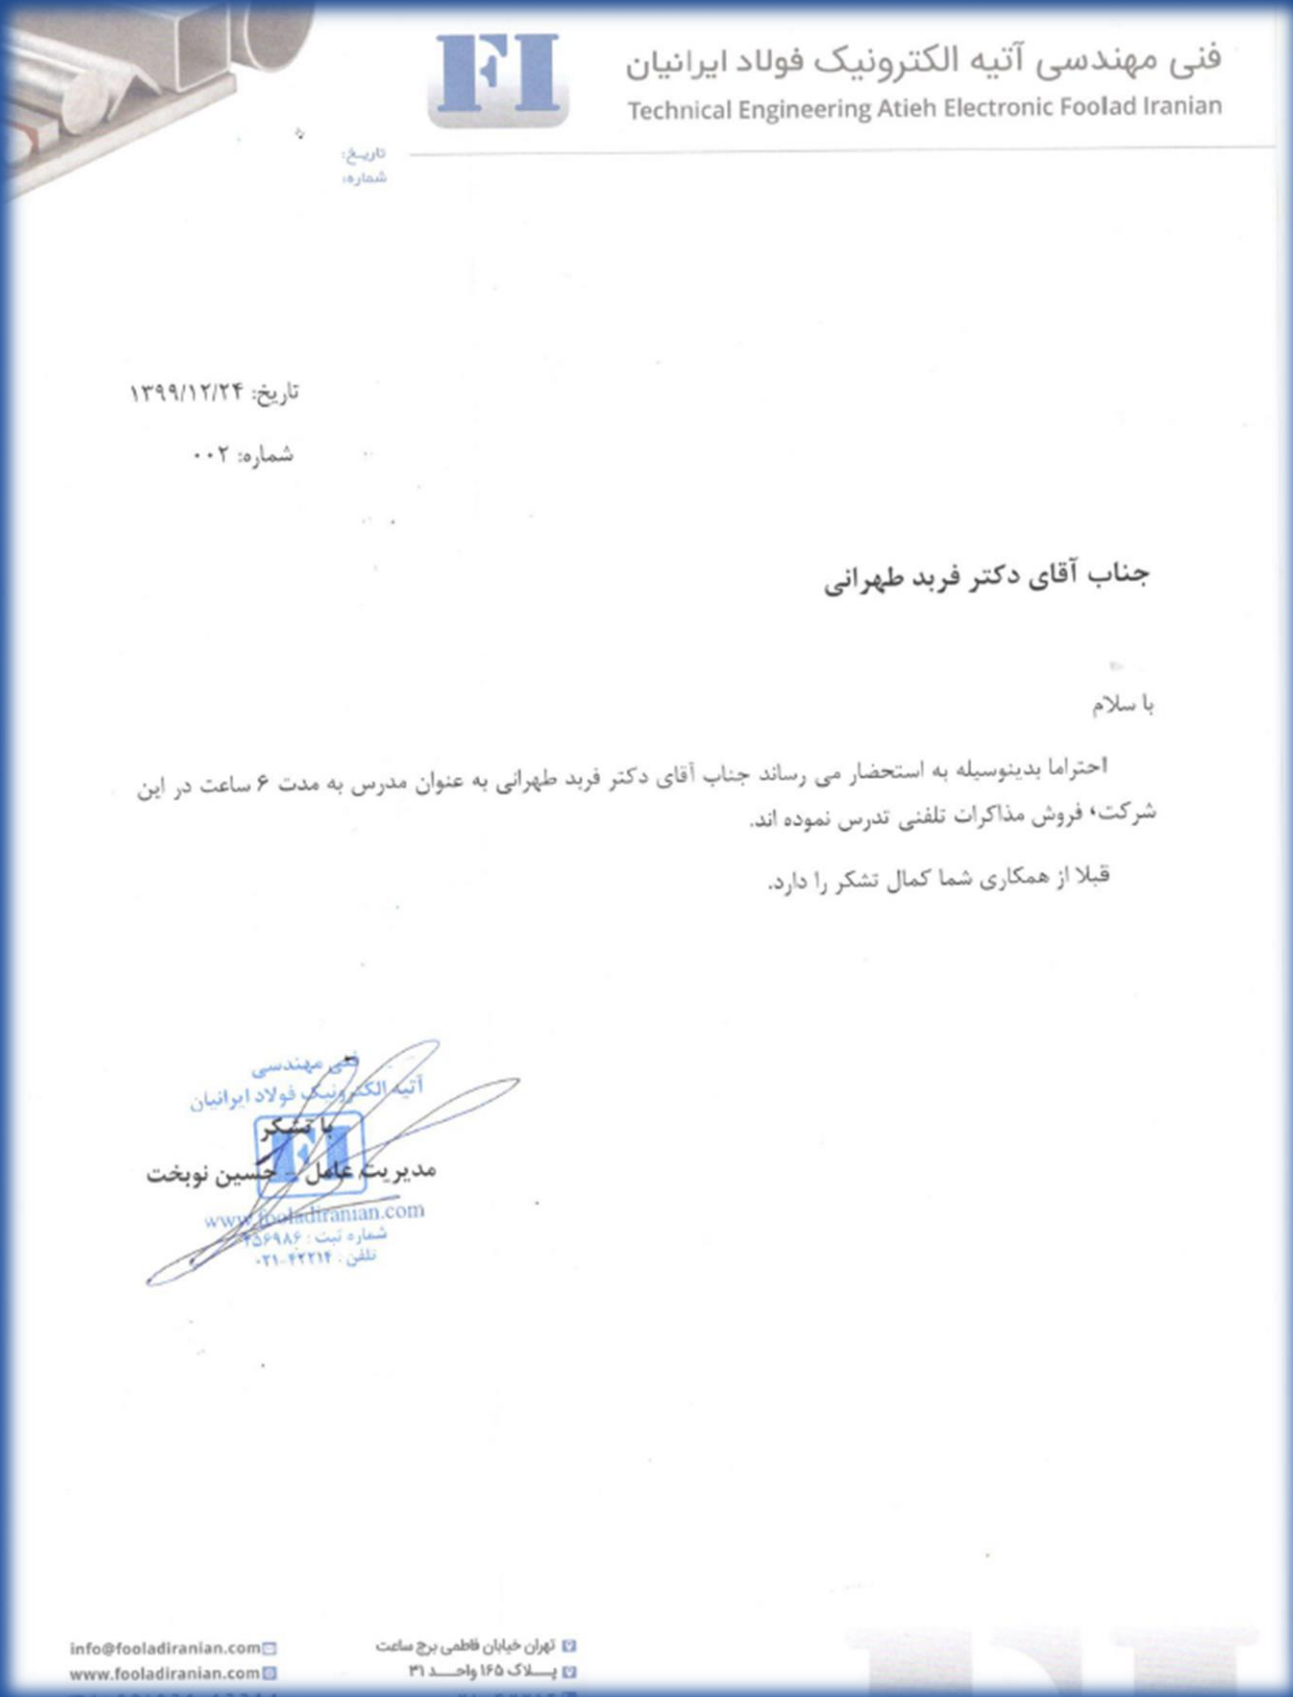 FI
فنی مهندسی آتیه الکترونیک فولاد ایرانیان
Technical Engineering Atieh Electronic Foolad Iranian
تاریخ:
شماره:
تاریخ: ۱۳۹۹/۱۲/۲۴
شماره: ۰۰۲
جناب آقای دکتر فربد طهرانی
با سلام
احتراما بدینوسیله به استحضار می رساند جناب آقای دکتر فربد طهرانی به عنوان مدرس به مدت ۶ ساعت در این
شرکت، فروش مذاکرات تلفنی تدرس نموده اند.
قبلا از همکاری شما کمال تشکر را دارد.
فنی مهندسی
آتیه الکترونیک فولاد ایرانیان
با تشکر
FI
مدیریت عامل - حسین نوبخت
www.fooladiranian.com
شماره ثبت : ۴۵۶۹۸۶
تلفن : ۰۲۱-۴۲۲۱۴
تهران خیابان فاطمی برج ساعت
پلاک ۱۶۵ واحد ۳۱
info@fooladiranian.com
www.fooladiranian.com